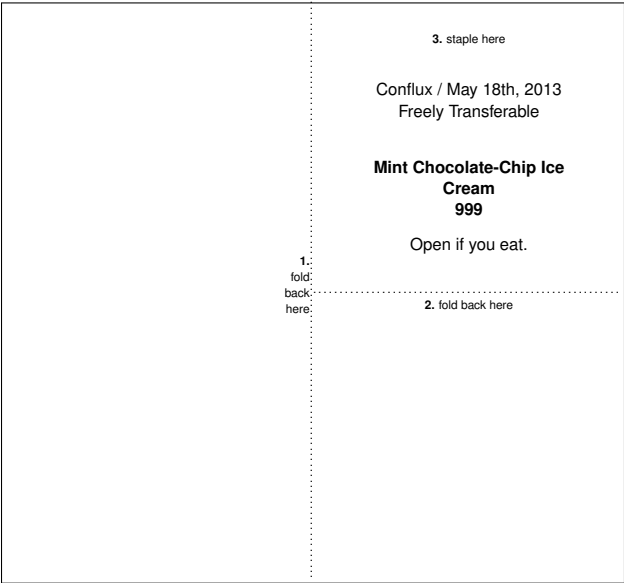 3. staple here
Conflux / May 18th, 2013
Freely Transferable
Mint Chocolate-Chip Ice
Cream
999
Open if you eat.
1.
fold
back
here
2. fold back here